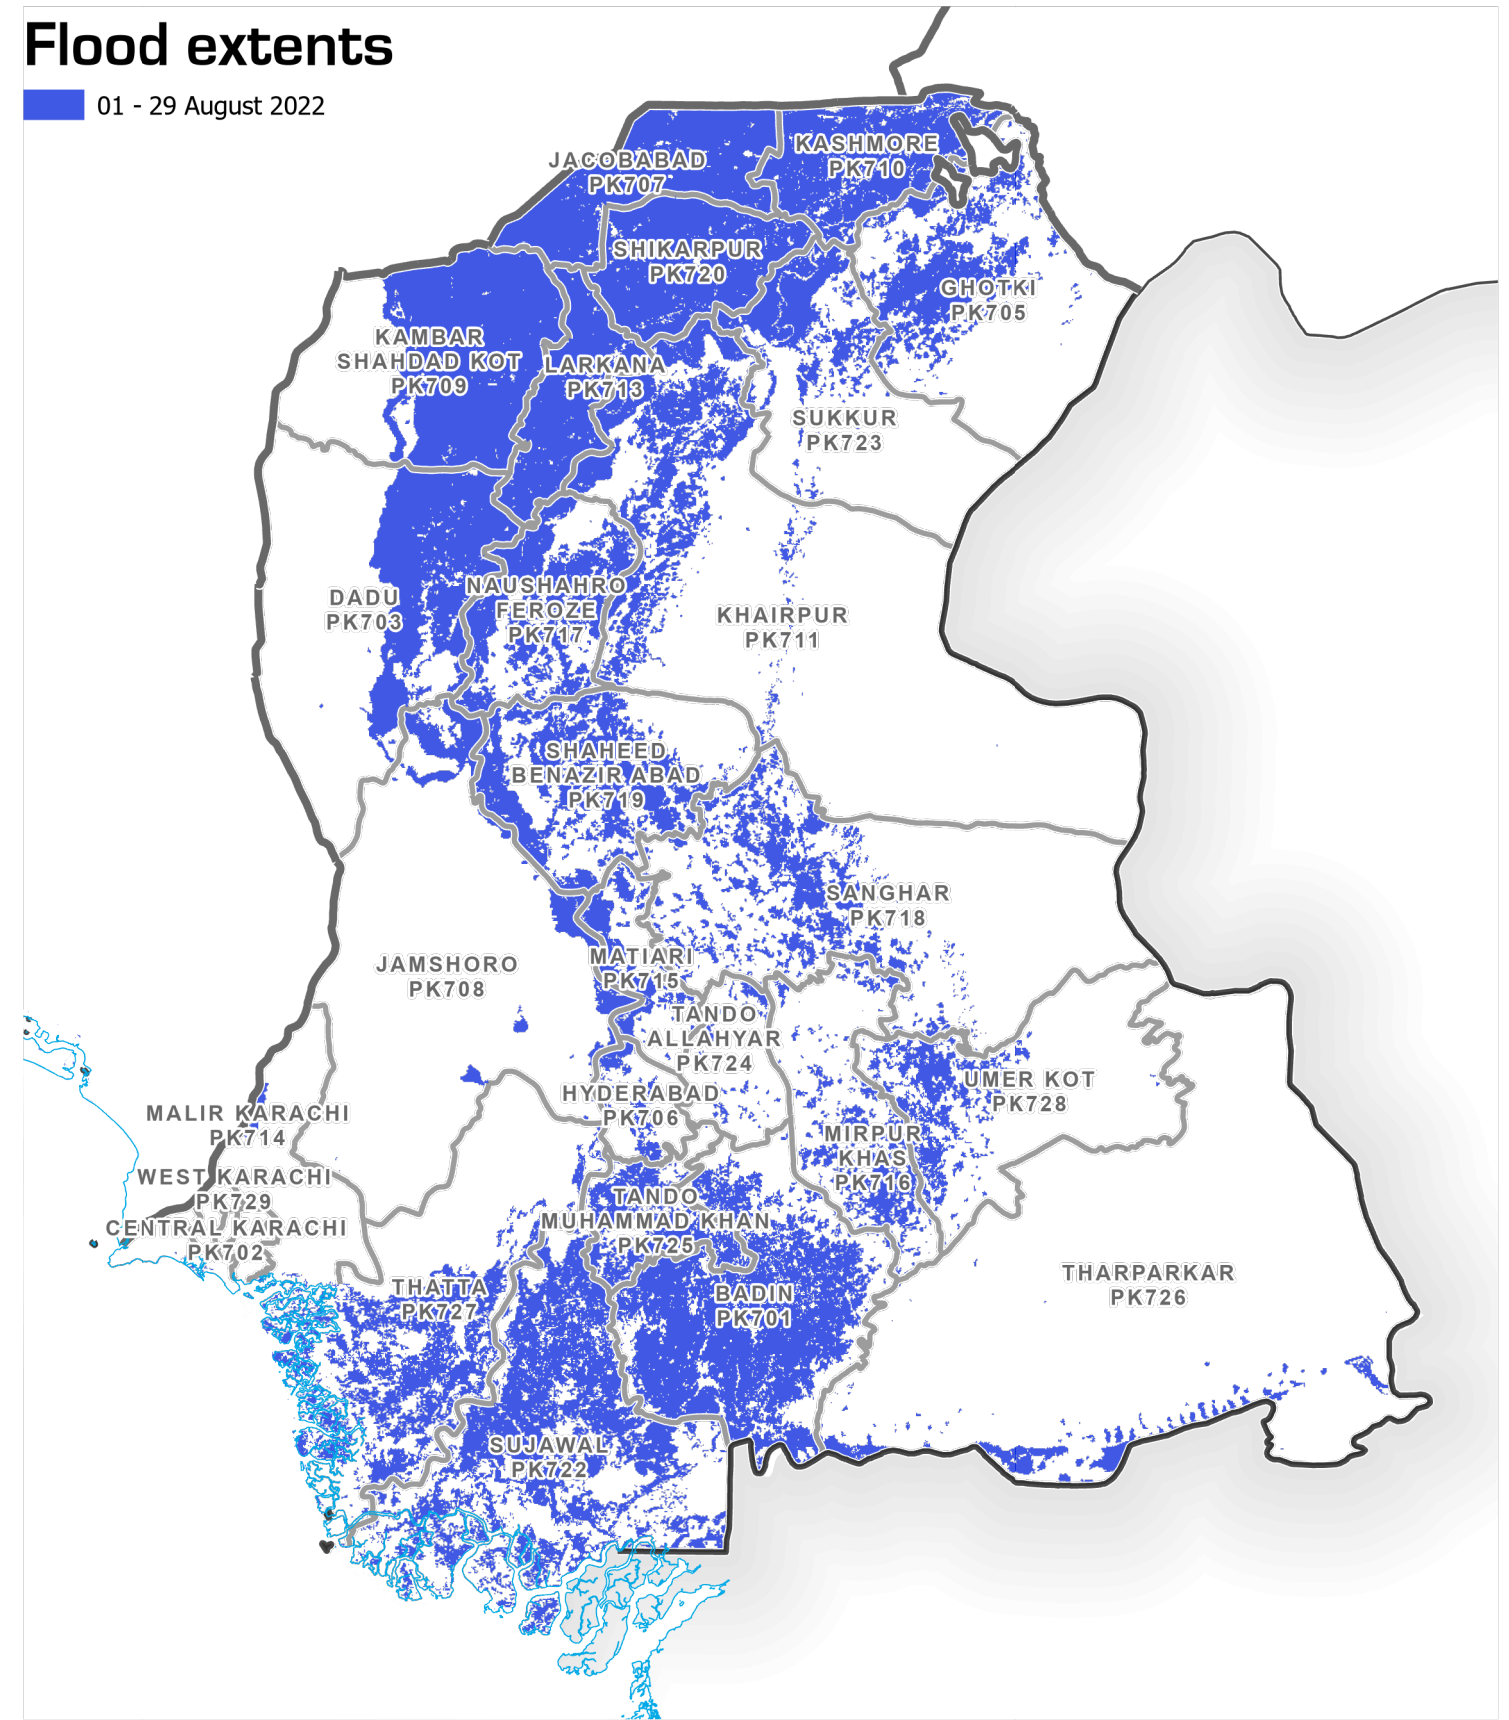 Flood extents
01 - 29 August 2022
KASHMORE
PK710
JACOBABAD
PK707
SHIKARPUR
PK720
GHOTKI
PK705
KAMBAR
SHAHDAD KOT
PK709
LARKANA
PK713
SUKKUR
PK723
DADU
PK703
NAUSHAHRO
FEROZE
PK717
KHAIRPUR
PK711
SHAHEED
BENAZIR ABAD
PK719
SANGHAR
PK718
MATIARI
PK715
JAMSHORO
PK708
TANDO
ALLAHYAR
PK724
UMER KOT
PK728
HYDERABAD
PK706
MALIR KARACHI
PK714
MIRPUR
KHAS
PK716
WEST KARACHI
PK729
TANDO
MUHAMMAD KHAN
PK725
CENTRAL KARACHI
PK702
THARPARKAR
PK726
THATTA
PK727
BADIN
PK701
SUJAWAL
PK722